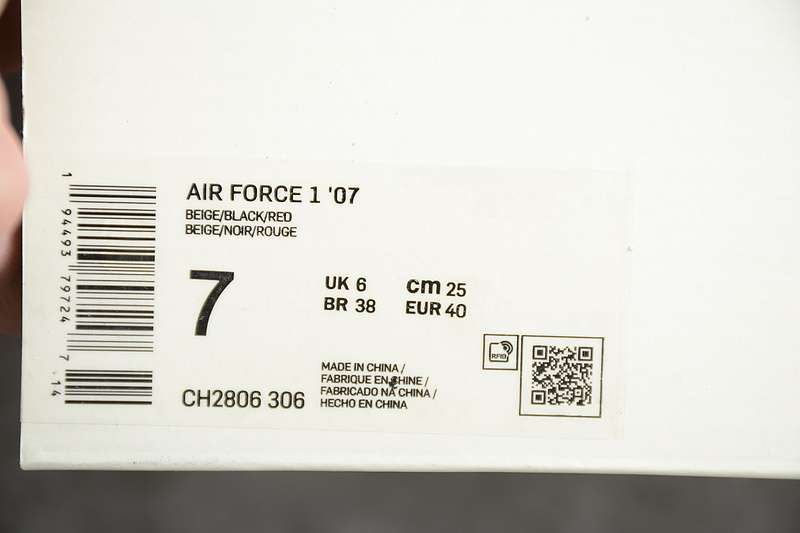 AIR FORCE 1 '07
BEIGE/BLACK/RED
BEIGE/NOIR/ROUGE
7
UK 6 cm 25
BR 38 EUR 40
RFID
MADE IN CHINA /
FABRIQUE EN CHINE /
FABRICADO NA CHINA /
HECHO EN CHINA
CH2806 306
1 94493 79724 7 14